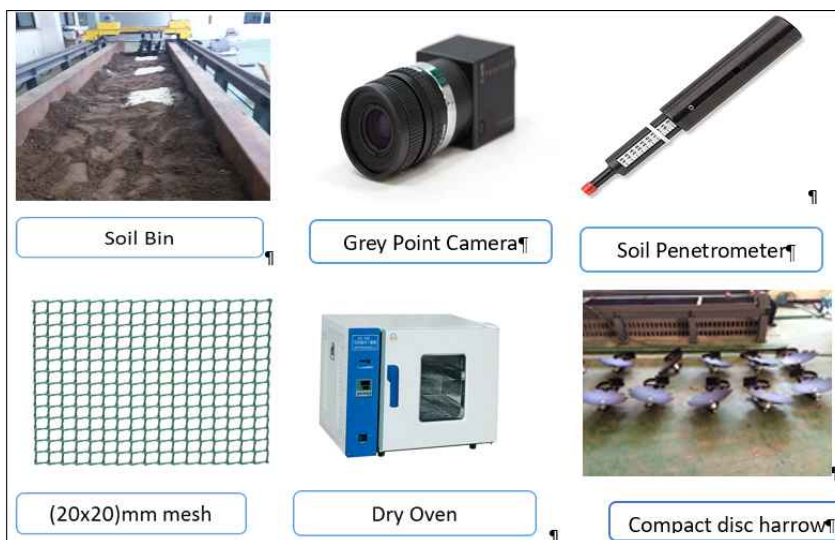 ¶
Soil Bin
¶
Grey Point Camera¶
Soil Penetrometer¶
¶
(20x20)mm mesh
Dry Oven
¶
Compact disc harrow¶